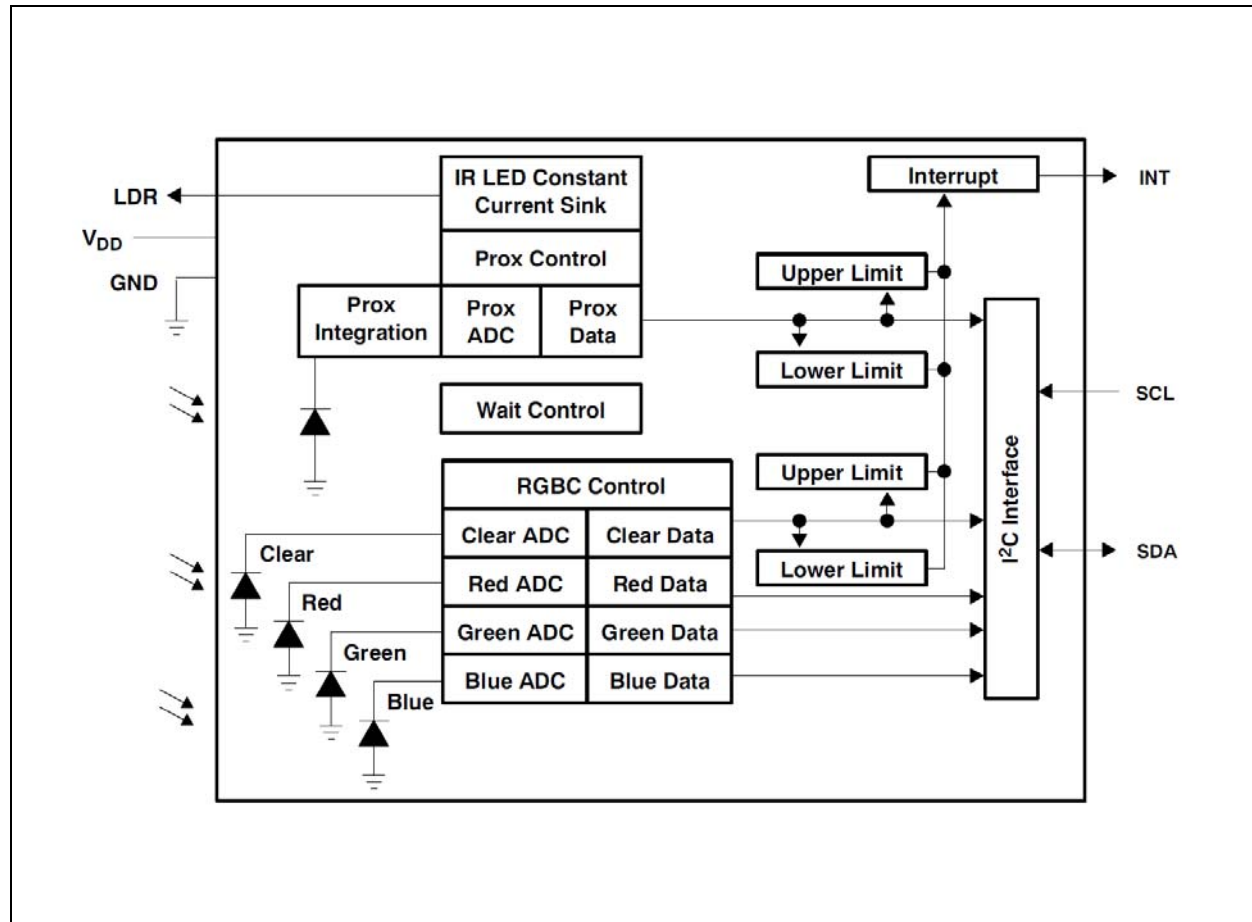 IR LED Constant
Current Sink
Interrupt
INT
LDR
VDD
GND
Prox Control
Upper Limit
Prox
Integration
Prox
ADC
Prox
Data
Lower Limit
Wait Control
SCL
Upper Limit
RGBC Control
I²C Interface
Clear ADC
Clear Data
Clear
SDA
Lower Limit
Red ADC
Red Data
Red
Green ADC
Green Data
Green
Blue ADC
Blue Data
Blue